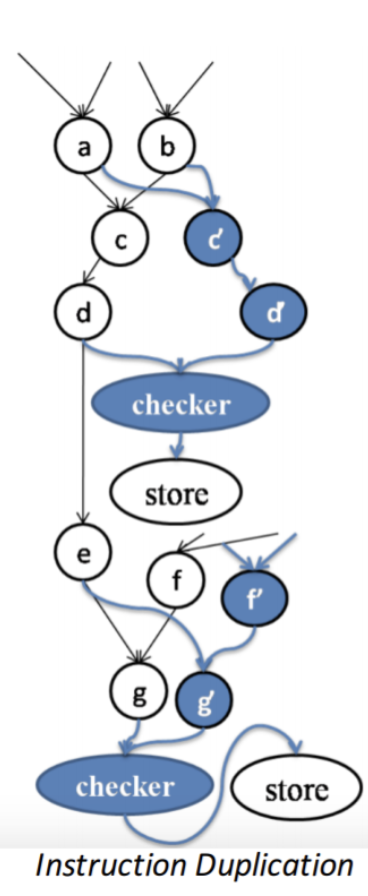 a b
c c'
d d'
checker
store
e f f'
g g'
checker store
Instruction Duplication